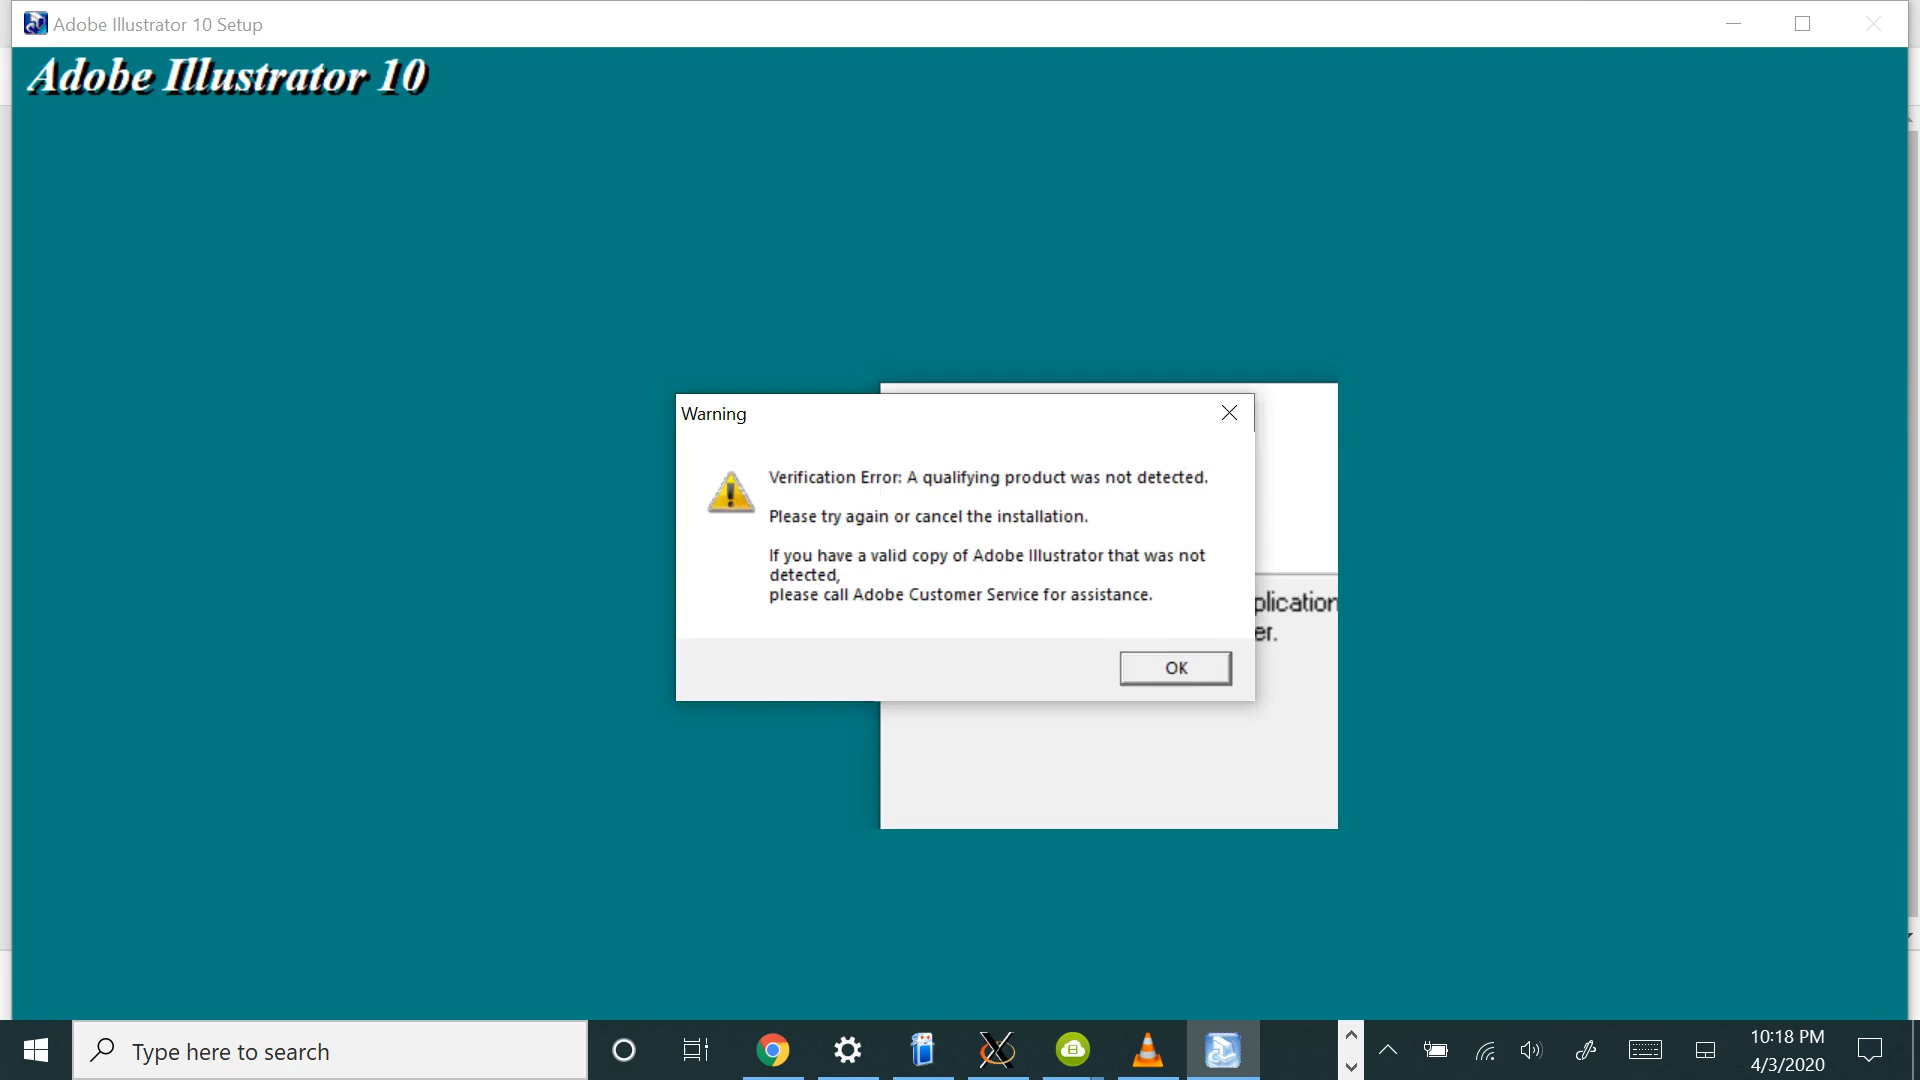 Adobe Illustrator 10 Setup
Adobe Illustrator 10
Warning
Verification Error: A qualifying product was not detected.
Please try again or cancel the installation.
If you have a valid copy of Adobe Illustrator that was not
detected,
please call Adobe Customer Service for assistance.
plication
er.
OK
Type here to search
10:18 PM
4/3/2020